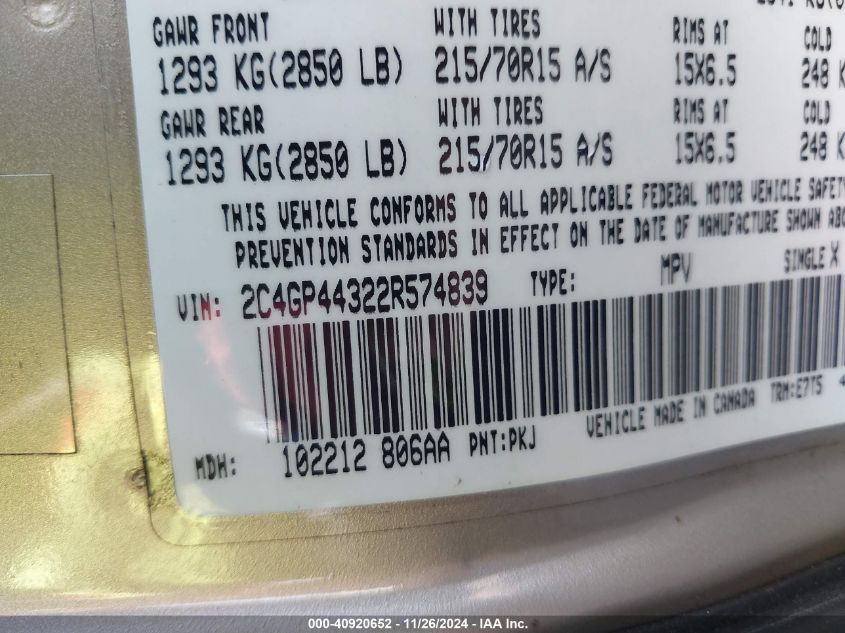 GAWR FRONT WITH TIRES RIMS AT COLD
1293 KG(2850 LB) 215/70R15 A/S 15X6.5 248 K
GAWR REAR WITH TIRES RIMS AT COLD
1293 KG(2850 LB) 215/70R15 A/S 15X6.5 248 K
THIS VEHICLE CONFORMS TO ALL APPLICABLE FEDERAL MOTOR VEHICLE SAFETY
PREVENTION STANDARDS IN EFFECT ON THE DATE OF MANUFACTURE SHOWN ABO
VIN: 2C4GP44322R574839 TYPE: MPV SINGLE X
VEHICLE MADE IN CANADA TRM:E7T5 4
MDH: 102212 806AA PNT:PKJ
000-40920652 - 11/26/2024 - IAA Inc.